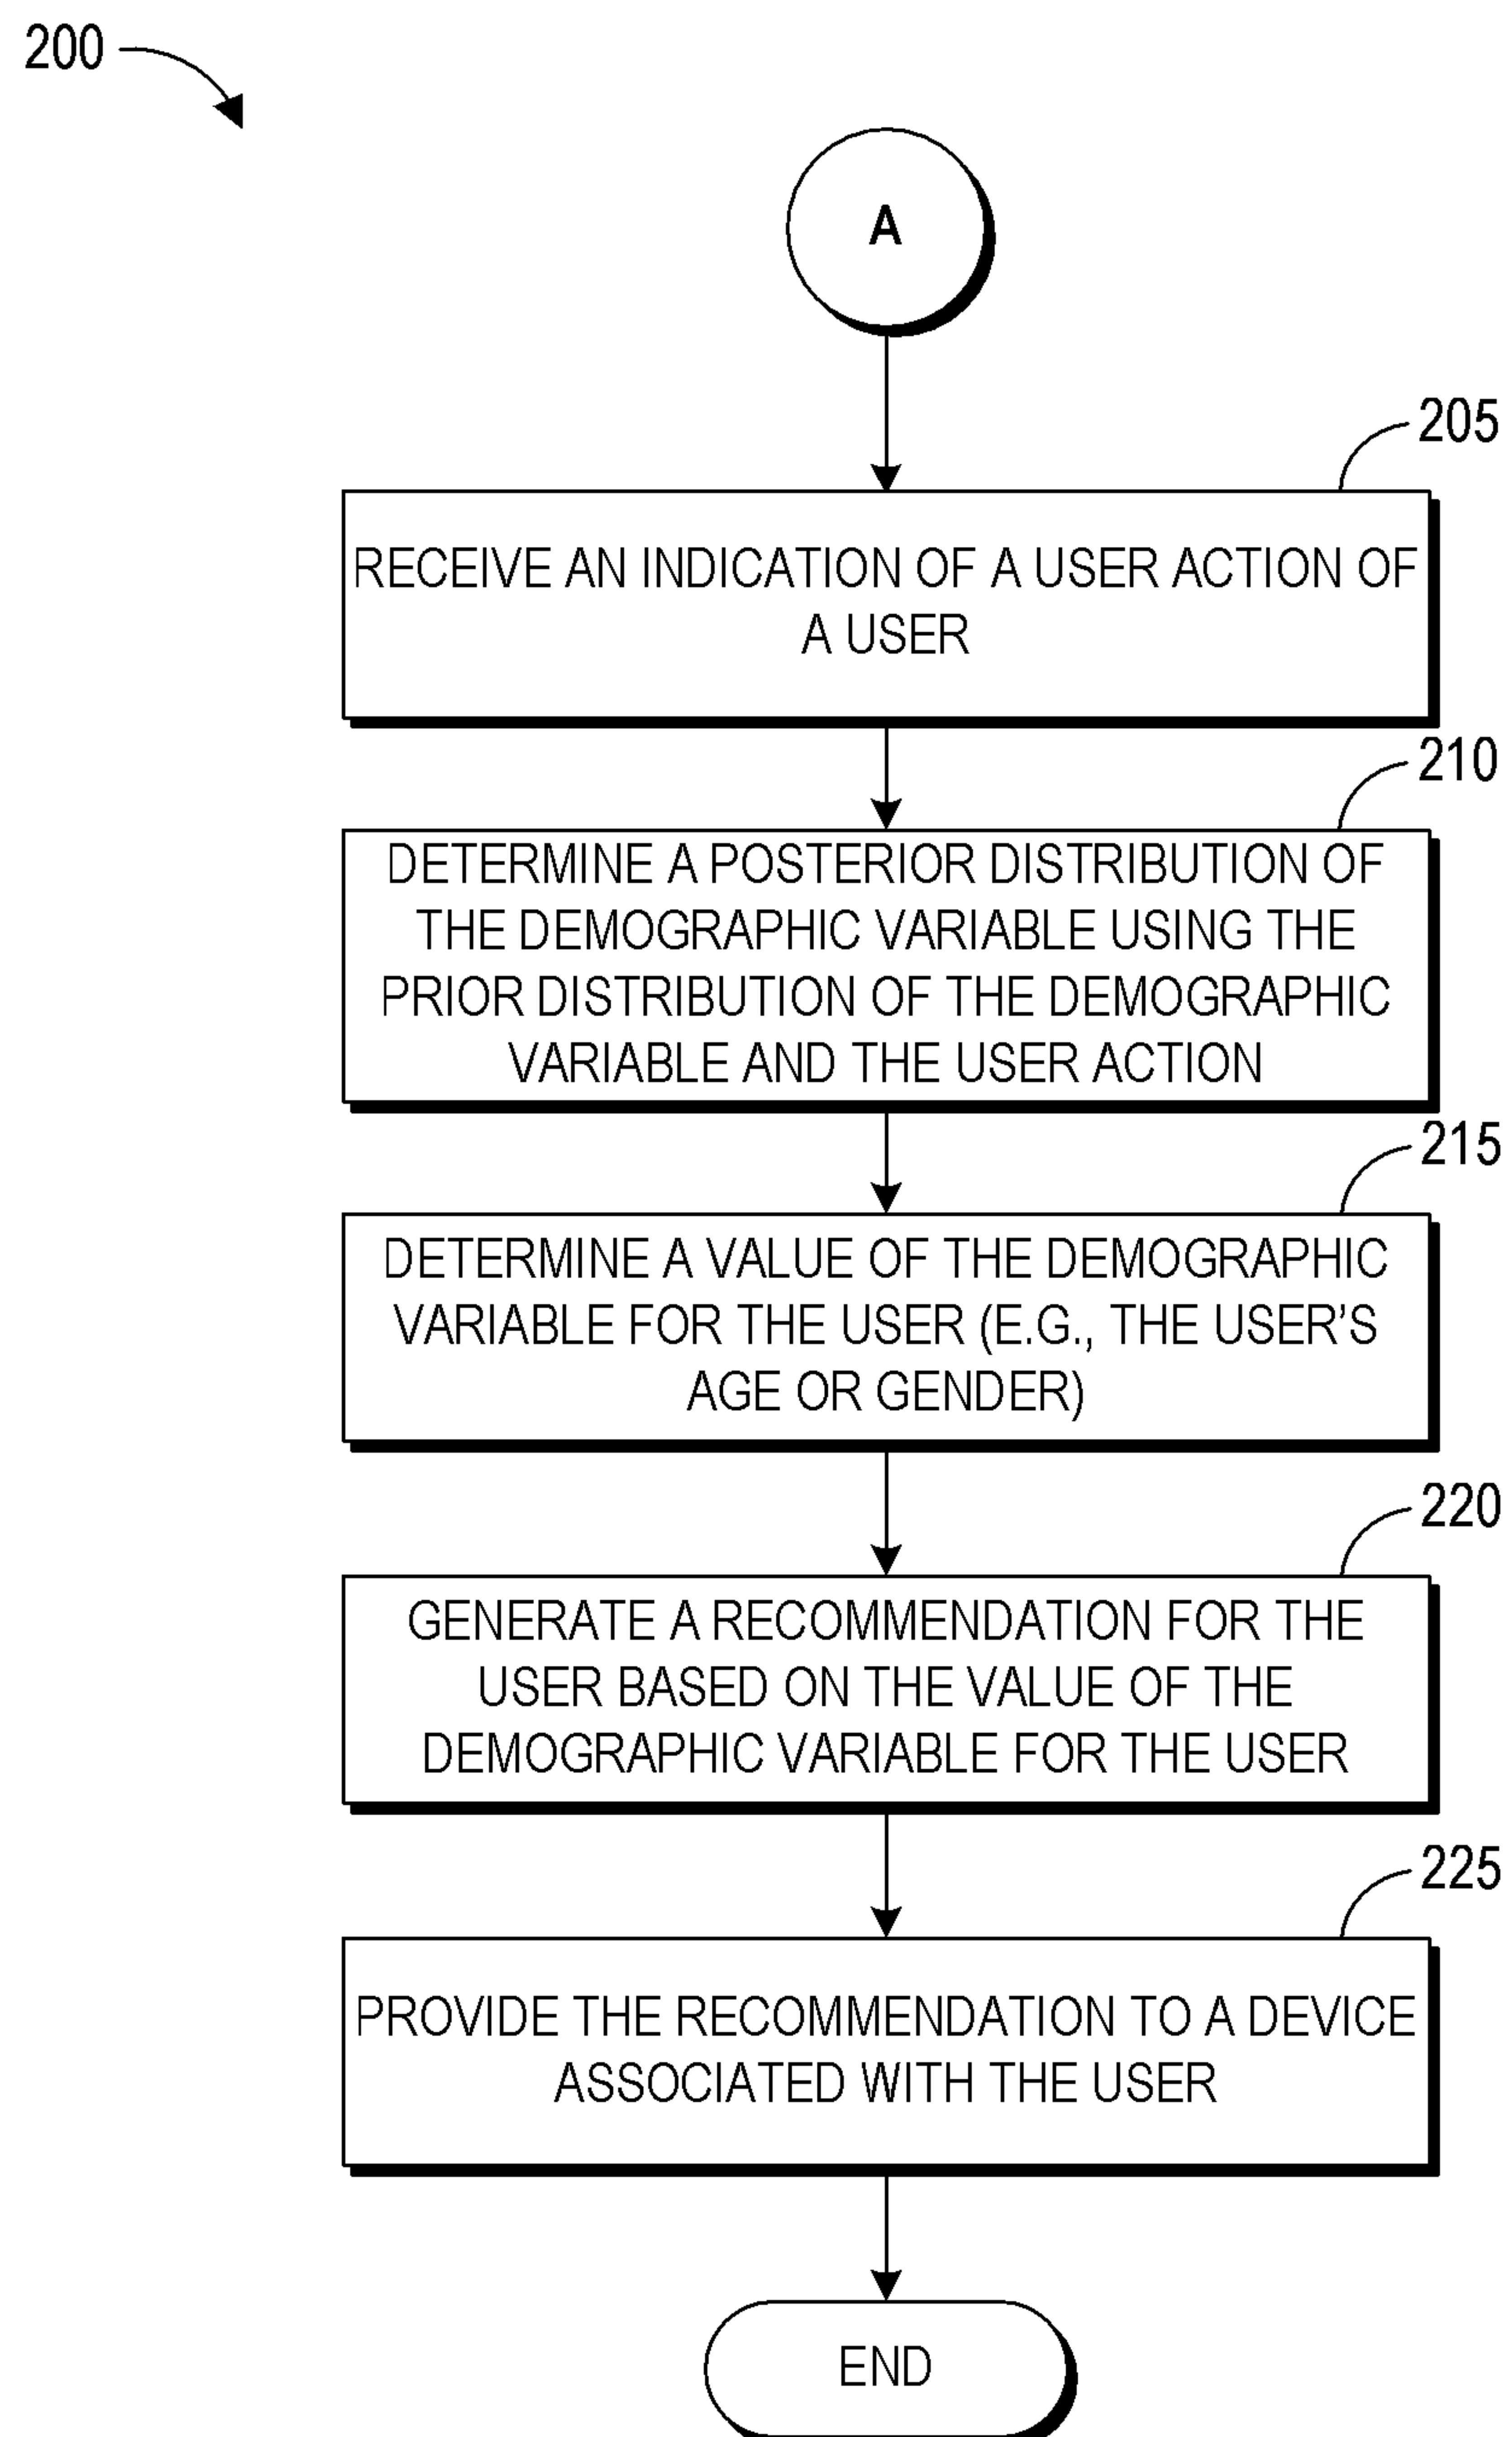 200
A
205
RECEIVE AN INDICATION OF A USER ACTION OF
A USER
210
DETERMINE A POSTERIOR DISTRIBUTION OF
THE DEMOGRAPHIC VARIABLE USING THE
PRIOR DISTRIBUTION OF THE DEMOGRAPHIC
VARIABLE AND THE USER ACTION
215
DETERMINE A VALUE OF THE DEMOGRAPHIC
VARIABLE FOR THE USER (E.G., THE USER’S
AGE OR GENDER)
220
GENERATE A RECOMMENDATION FOR THE
USER BASED ON THE VALUE OF THE
DEMOGRAPHIC VARIABLE FOR THE USER
225
PROVIDE THE RECOMMENDATION TO A DEVICE
ASSOCIATED WITH THE USER
END